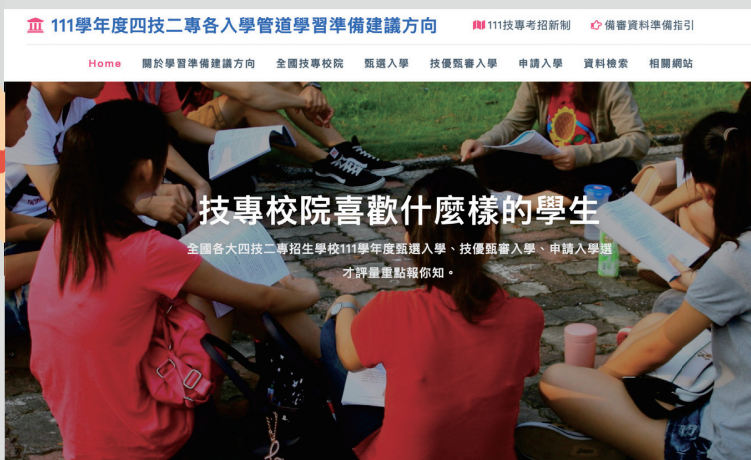 111學年度四技二專各入學管道學習準備建議方向 111技專考招新制 備審資料準備指引
Home 關於學習準備建議方向 全國技專校院 甄選入學 技優甄審入學 申請入學 資料檢索 相關網站
技專校院喜歡什麼樣的學生
全國各大四技二專招生學校111學年度甄選入學、技優甄審入學、申請入學選
才評量重點報你知。